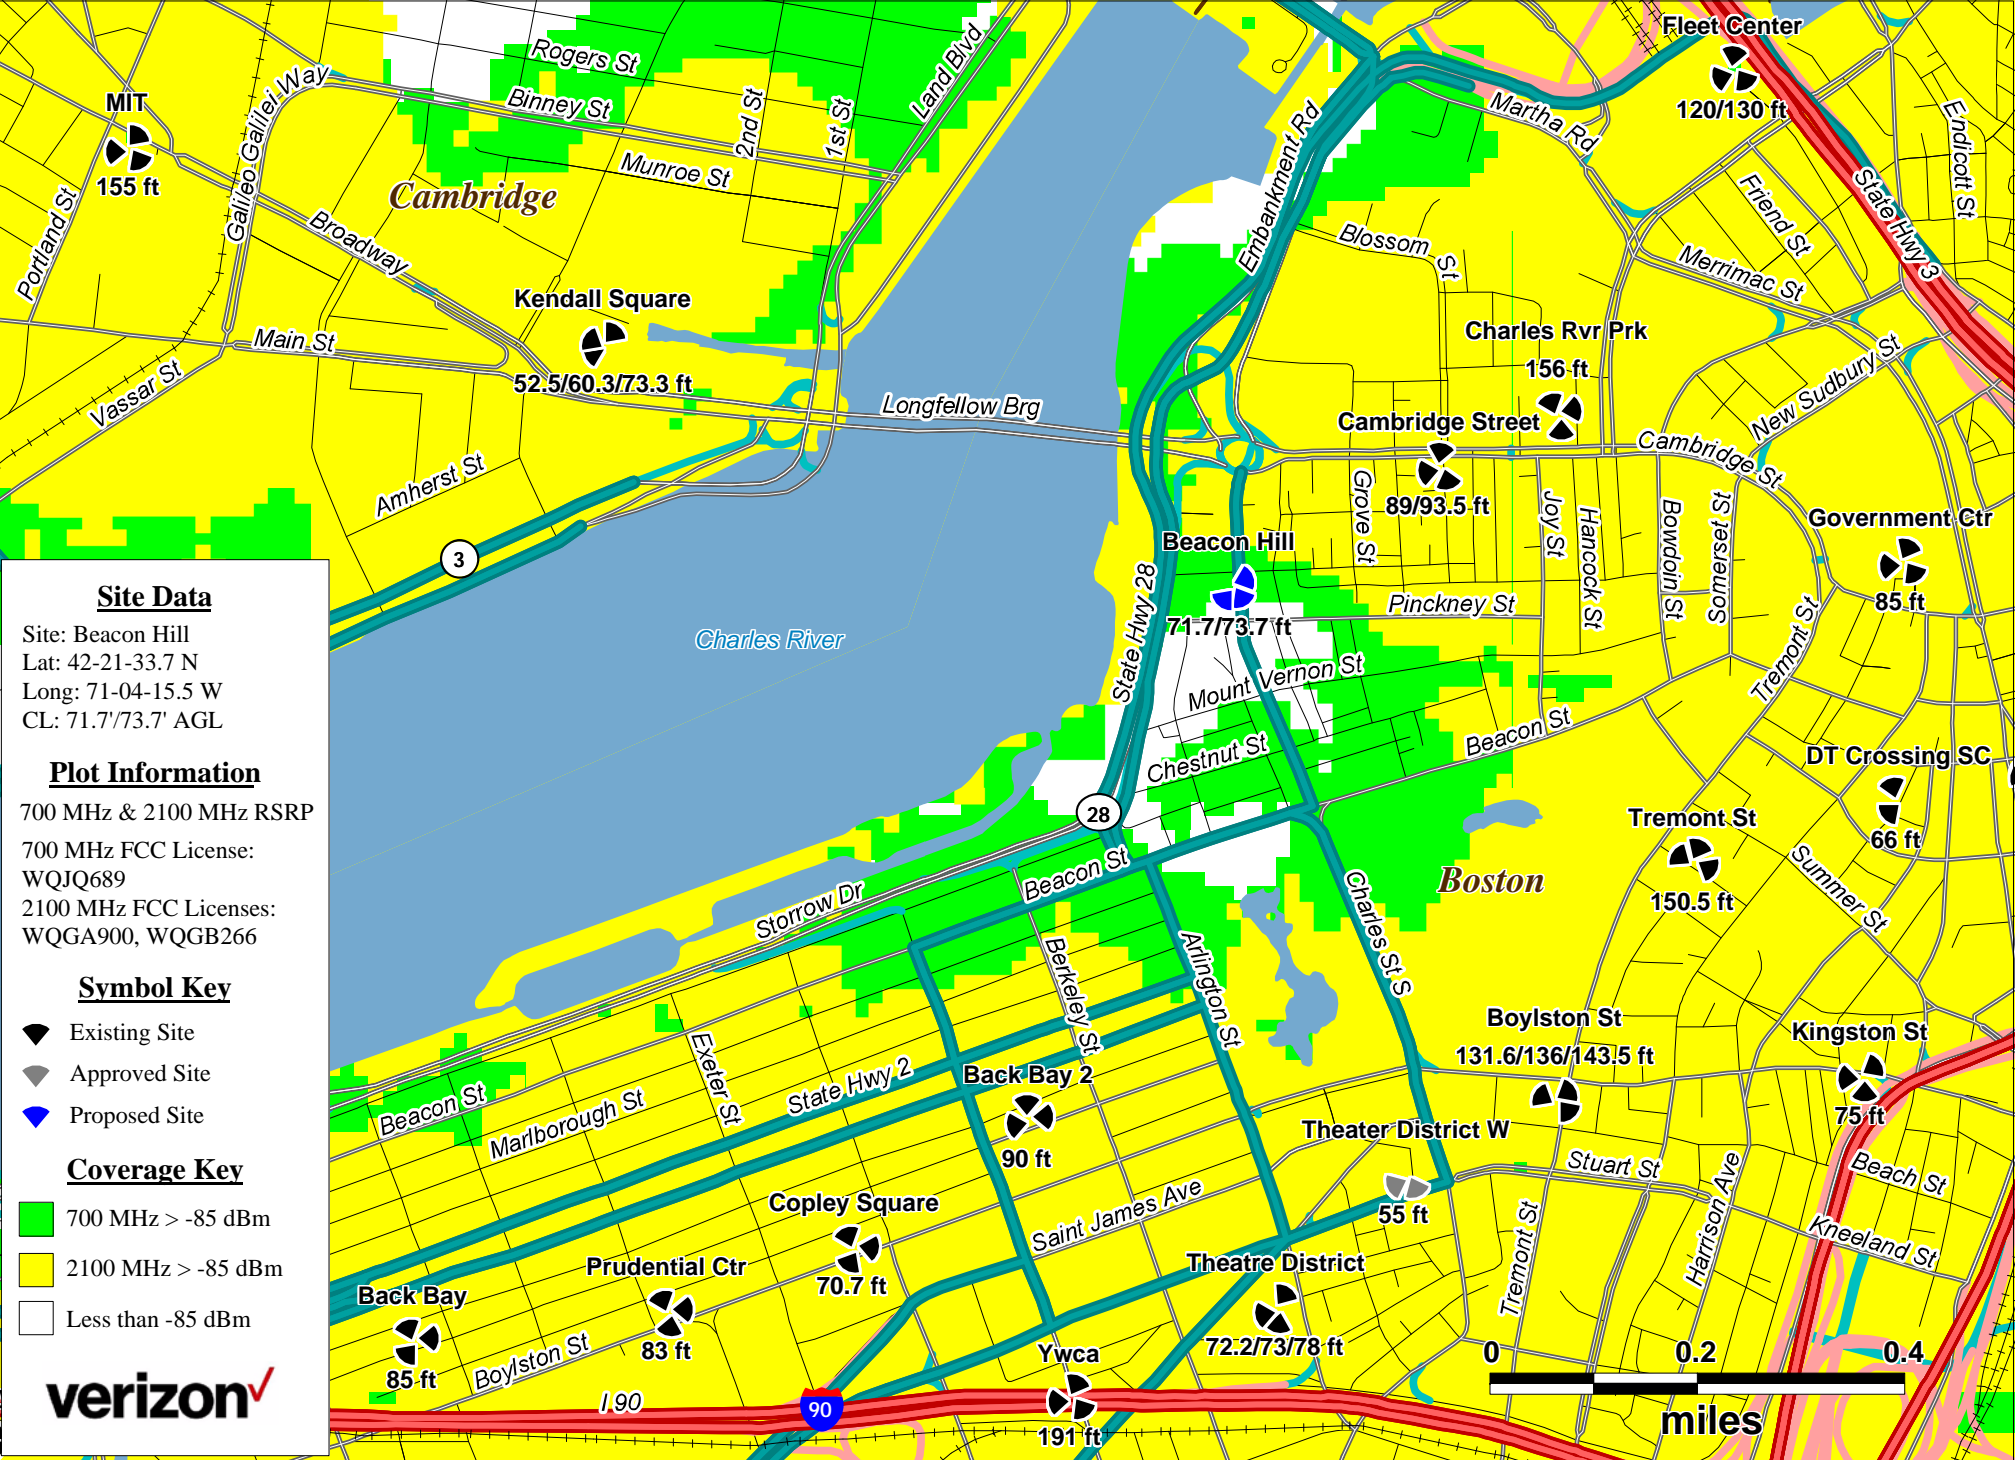 Fleet Center
120/130 ft
Rogers St
Binney St
Munroe St
2nd St
1st St
Land Blvd
Galileo Galilei Way
MIT
155 ft
Portland St
Cambridge
Broadway
Embankment Rd
Martha Rd
Endicott St
Friend St
State Hwy 3
Blossom St
Merrimac St
Kendall Square
52.5/60.3/73.3 ft
Main St
Vassar St
Amherst St
Longfellow Brg
Charles Rvr Prk
156 ft
Cambridge Street
89/93.5 ft
New Sudbury St
Cambridge St
Grove St
Joy St
Hancock St
Bowdoin St
Somerset St
Government Ctr
85 ft
3
Beacon Hill
71.7/73.7 ft
Pinckney St
State Hwy 28
Charles River
Mount Vernon St
Chestnut St
Beacon St
Tremont St
28
DT Crossing SC
66 ft
Tremont St
150.5 ft
Summer St
Boston
Beacon St
Storrow Dr
Berkeley St
Arlington St
Charles St S
Boylston St
131.6/136/143.5 ft
Kingston St
75 ft
Exeter St
Beacon St
Marlborough St
State Hwy 2
Back Bay 2
90 ft
Theater District W
55 ft
Stuart St
Beach St
Harrison Ave
Kneeland St
Tremont St
Copley Square
70.7 ft
Saint James Ave
Prudential Ctr
83 ft
Back Bay
85 ft
Boylston St
Theatre District
72.2/73/78 ft
Ywca
191 ft
I 90
90
0 0.2 0.4
miles
Site Data
Site: Beacon Hill
Lat: 42-21-33.7 N
Long: 71-04-15.5 W
CL: 71.7'/73.7' AGL
Plot Information
700 MHz & 2100 MHz RSRP
700 MHz FCC License:
WQJQ689
2100 MHz FCC Licenses:
WQGA900, WQGB266
Symbol Key
Existing Site
Approved Site
Proposed Site
Coverage Key
700 MHz > -85 dBm
2100 MHz > -85 dBm
Less than -85 dBm
verizon